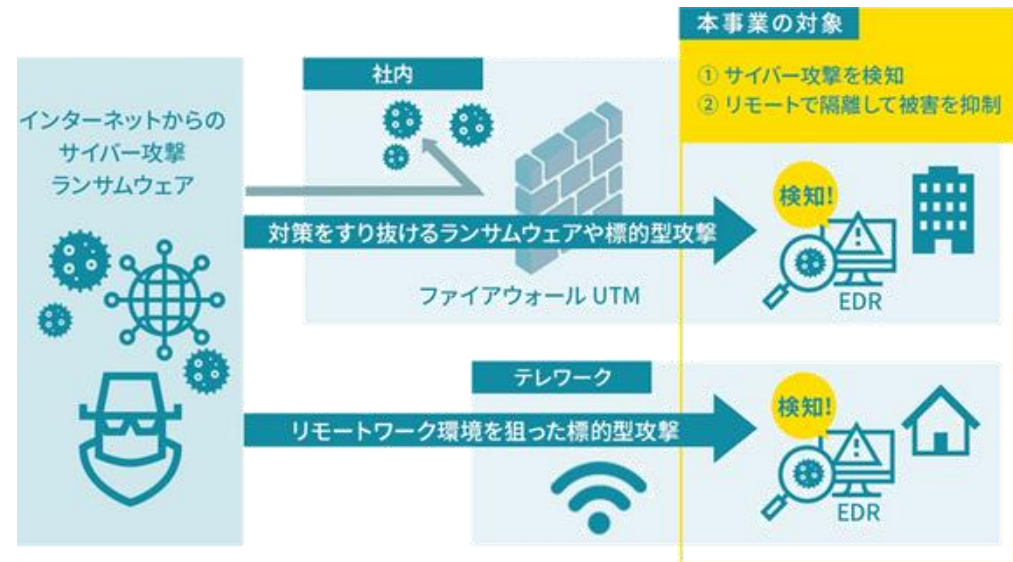 本事業の対象
① サイバー攻撃を検知
② リモートで隔離して被害を抑制
インターネットからの
サイバー攻撃
ランサムウェア
社内
検知!
対策をすり抜けるランサムウェアや標的型攻撃
ファイアウォール UTM
EDR
テレワーク
検知!
リモートワーク環境を狙った標的型攻撃
EDR